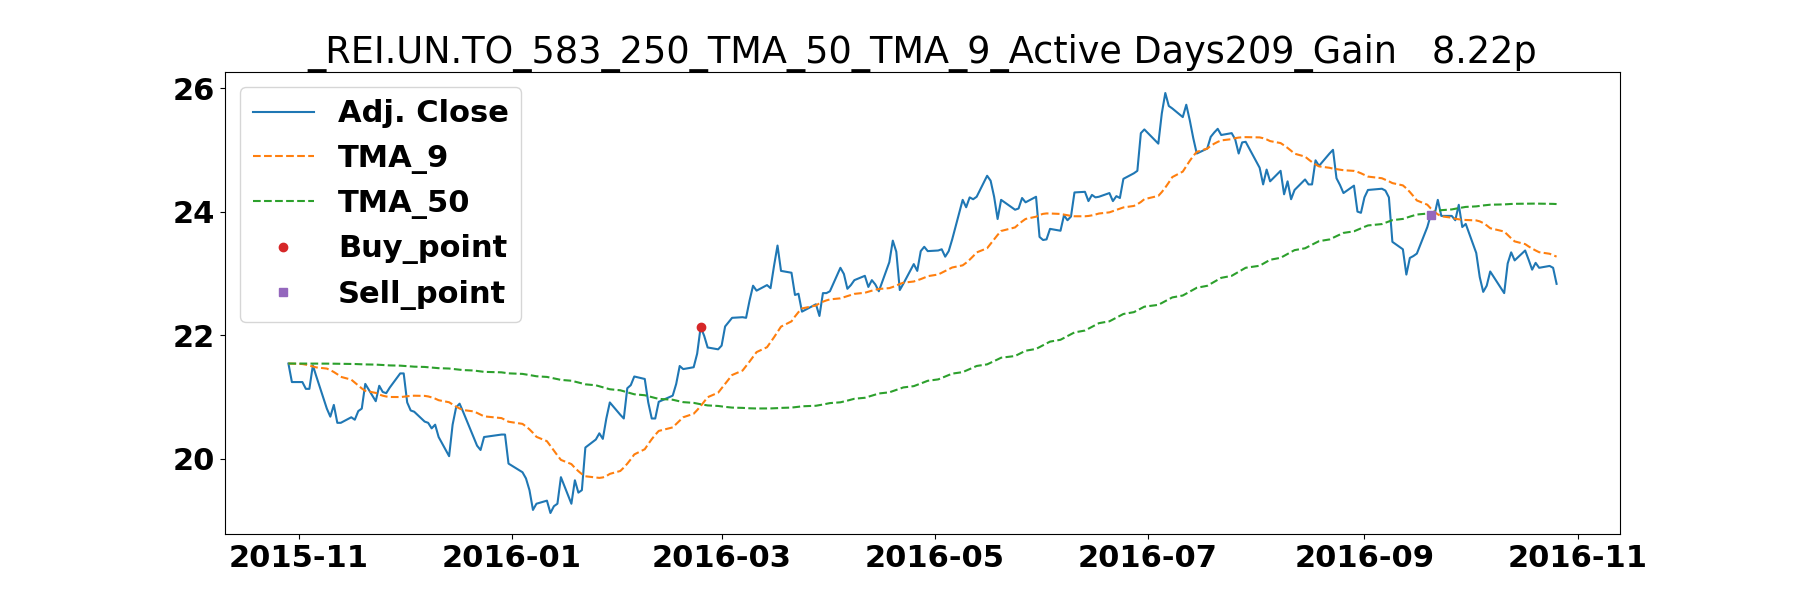 _REI.UN.TO_583_250_TMA_50_TMA_9_Active Days209_Gain   8.22p
26
24
22
20
Adj. Close
TMA_9
TMA_50
Buy_point
Sell_point
2015-11 2016-01 2016-03 2016-05 2016-07 2016-09 2016-11